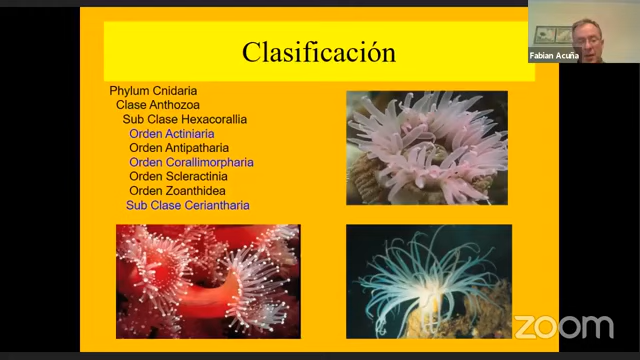 Clasificación
Fabian Acuña
Phylum Cnidaria
Clase Anthozoa
Sub Clase Hexacorallia
Orden Actiniaria
Orden Antipatharia
Orden Corallimorpharia
Orden Scleractinia
Orden Zoanthidea
Sub Clase Ceriantharia
zoom